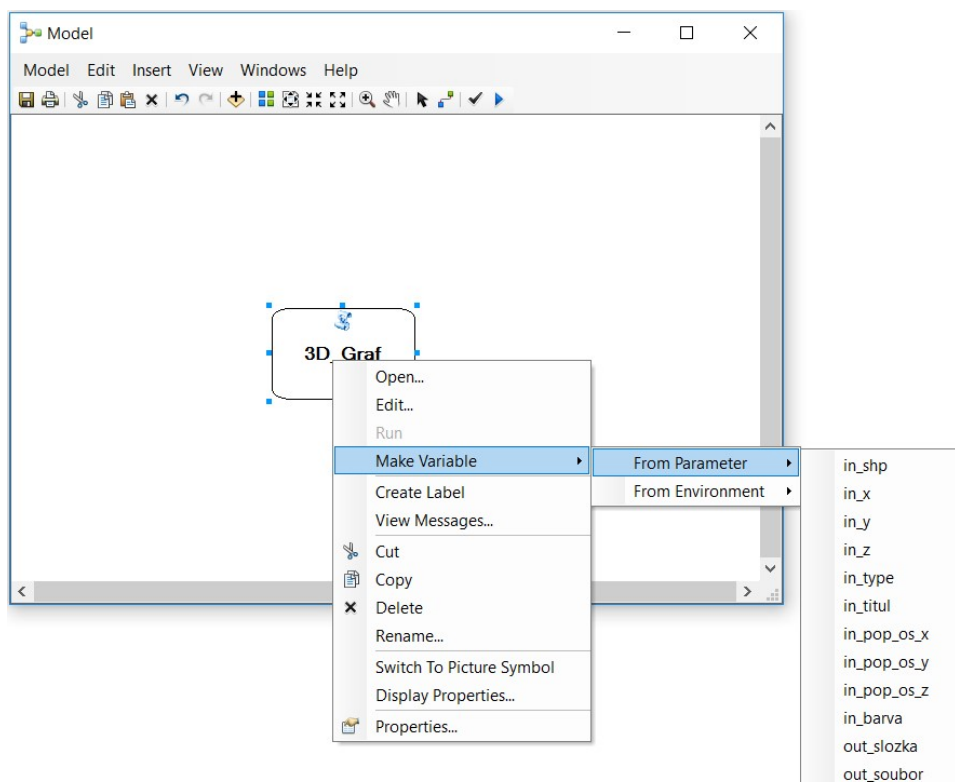 Model
Model Edit Insert View Windows Help
3D_Graf
Open...
Edit...
Run
Make Variable
Create Label
View Messages...
Cut
Copy
Delete
Rename...
Switch To Picture Symbol
Display Properties...
Properties...
From Parameter
From Environment
in_shp
in_x
in_y
in_z
in_type
in_titul
in_pop_os_x
in_pop_os_y
in_pop_os_z
in_barva
out_slozka
out_soubor